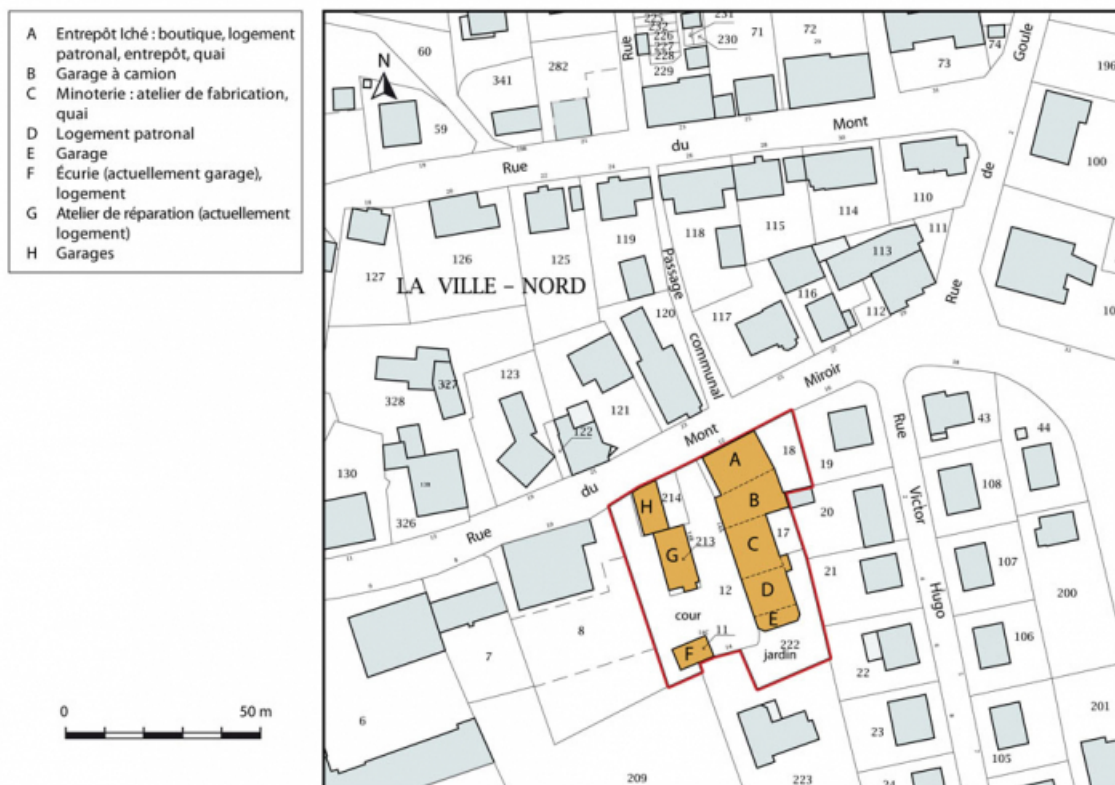 A Entrepôt Iché : boutique, logement
patronal, entrepôt, quai
B Garage à camion
C Minoterie : atelier de fabrication,
quai
D Logement patronal
E Garage
F Écurie (actuellement garage),
logement
G Atelier de réparation (actuellement
logement)
H Garages
0 50 m
N
60
341
282
59
Rue
226
227
228
229
230
71
72
73
74
Goule
196
100
Rue du Mont
de
127
126
125
119
118
115
114
110
111
113
116
112
117
Rue
LA VILLE – NORD
Passage
communal
120
327
328
123
121
122
130
326
Rue du Mont Miroir
A
B
C
D
E
F
G
H
18
214
213
17
12
11
cour
jardin
222
19
20
21
22
23
24
Rue
Victor
Hugo
43
44
108
107
106
105
200
201
8
7
6
209
223